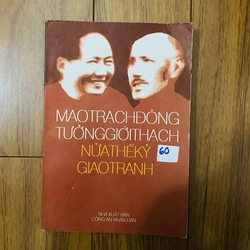 MAOTRẠCHĐÔNG
TƯỞNGGIỚITHẠCH
NỬATHẾKỶ
GIAOTRANH
60
NHÀ XUẤT BẢN
CÔNG AN NHÂN DÂN